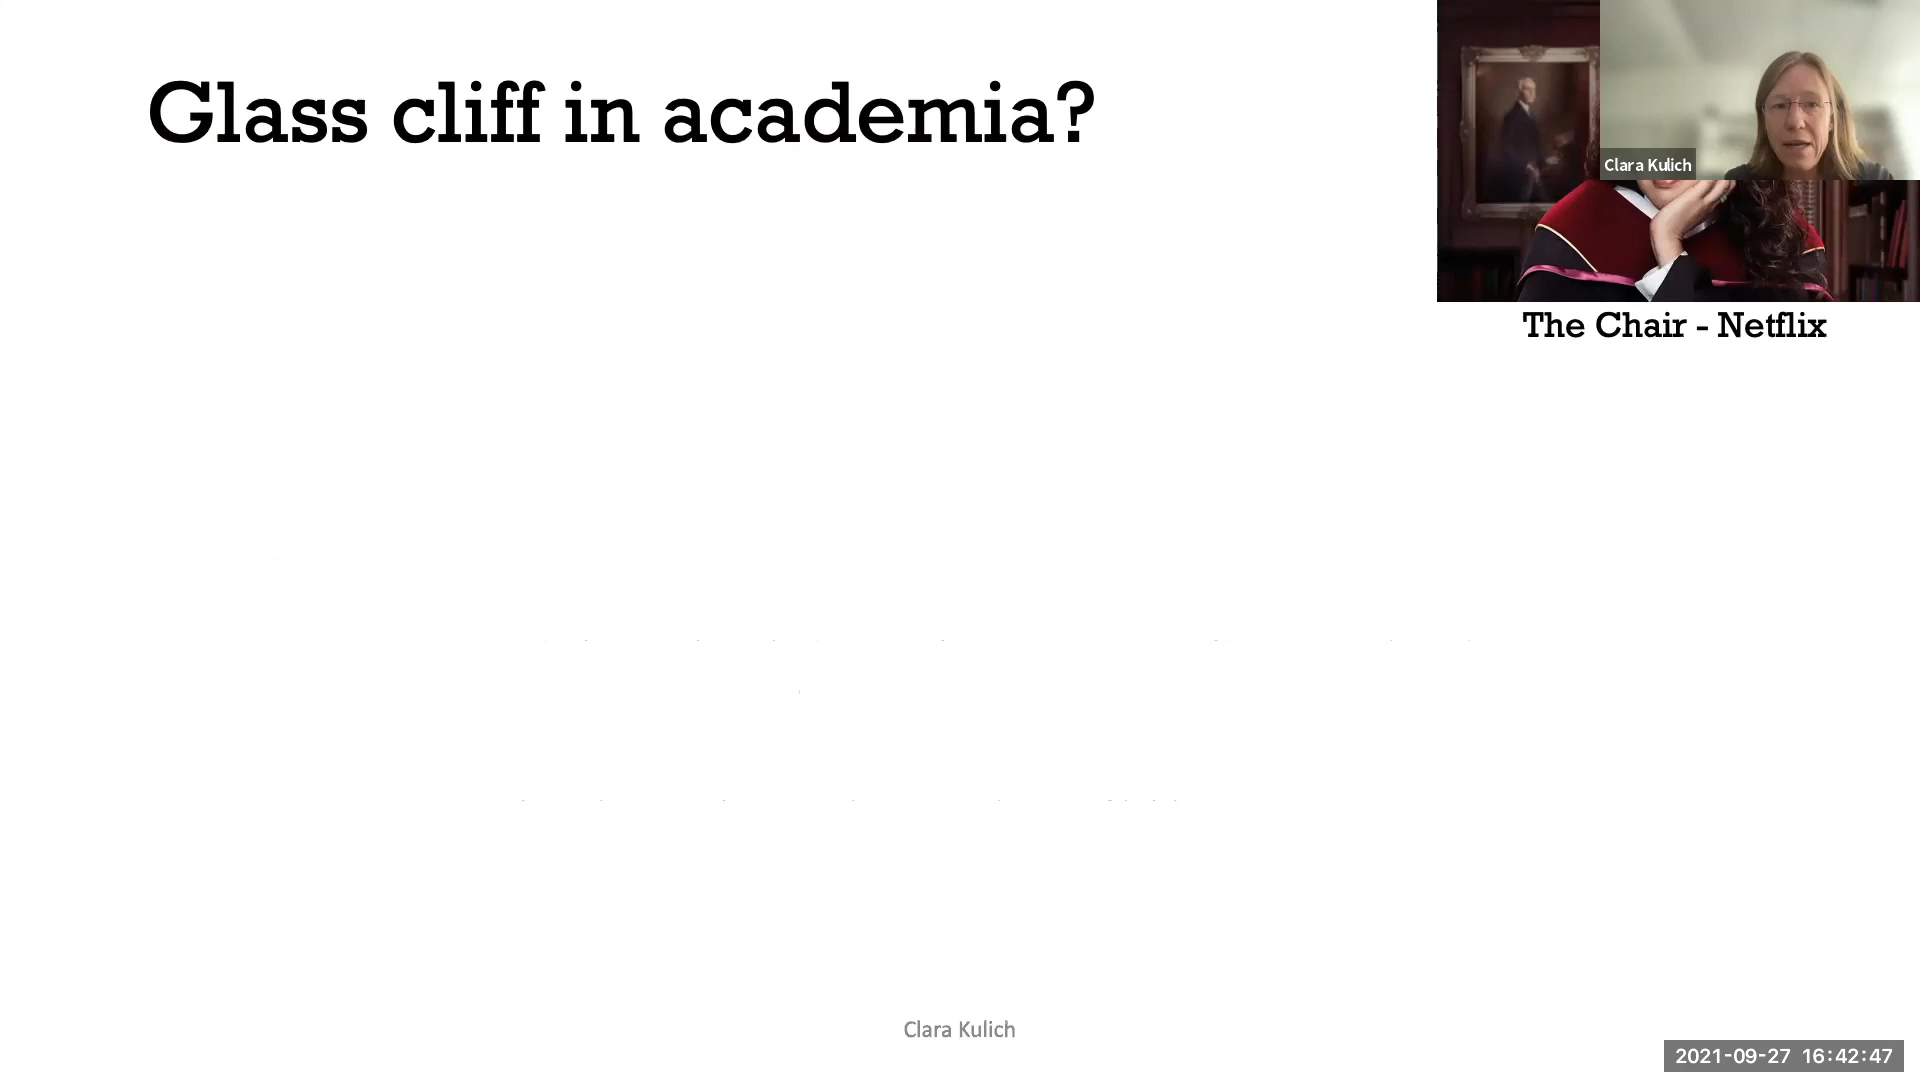 Glass cliff in academia?
Clara Kulich
The Chair - Netflix
Clara Kulich
2021-09-27 16:42:47